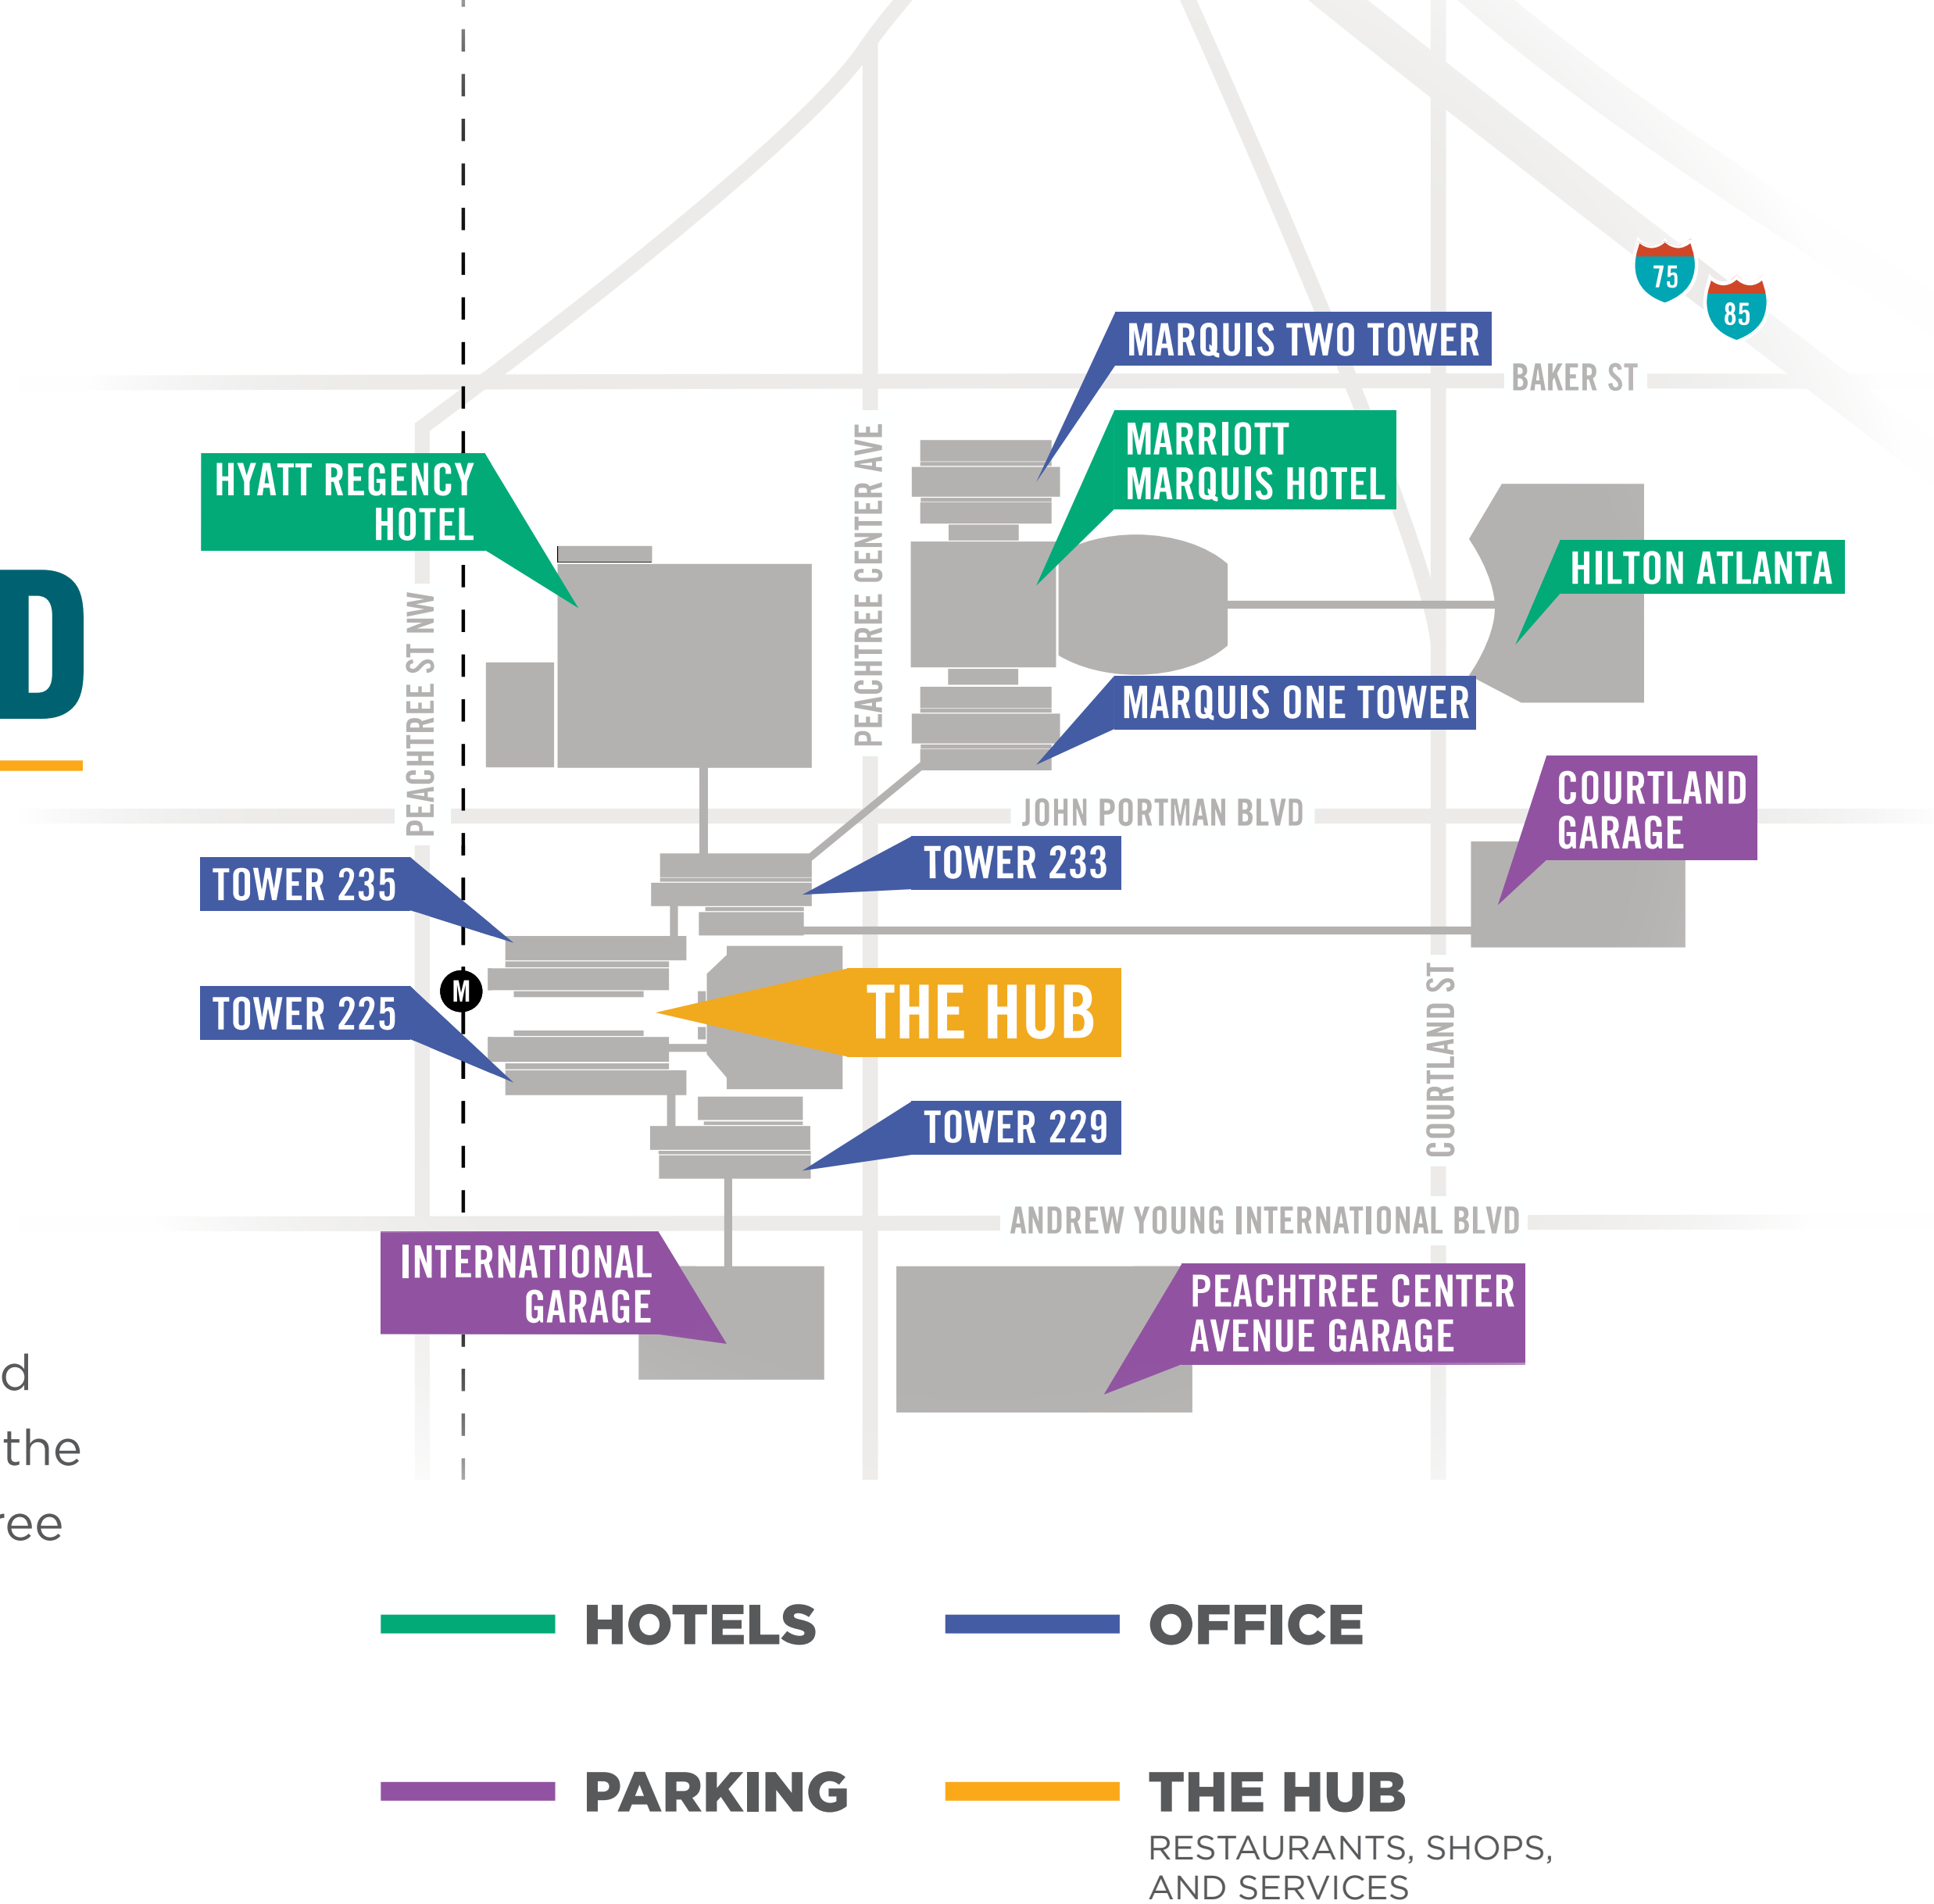 75
85
MARQUIS TWO TOWER
BAKER ST
MARRIOTT
MARQUIS HOTEL
PEACHTREE CENTER AVE
HYATT REGENCY
HOTEL
HILTON ATLANTA
PEACHTREE ST NW
D
MARQUIS ONE TOWER
COURTLAND
GARAGE
JOHN PORTMAN BLVD
TOWER 233
TOWER 235
M
THE HUB
TOWER 225
COURTLAND ST
TOWER 229
ANDREW YOUNG INTERNATIONAL BLVD
INTERNATIONAL
GARAGE
PEACHTREE CENTER
AVENUE GARAGE
d
the
ree
HOTELS
OFFICE
PARKING
THE HUB
RESTAURANTS, SHOPS,
AND SERVICES